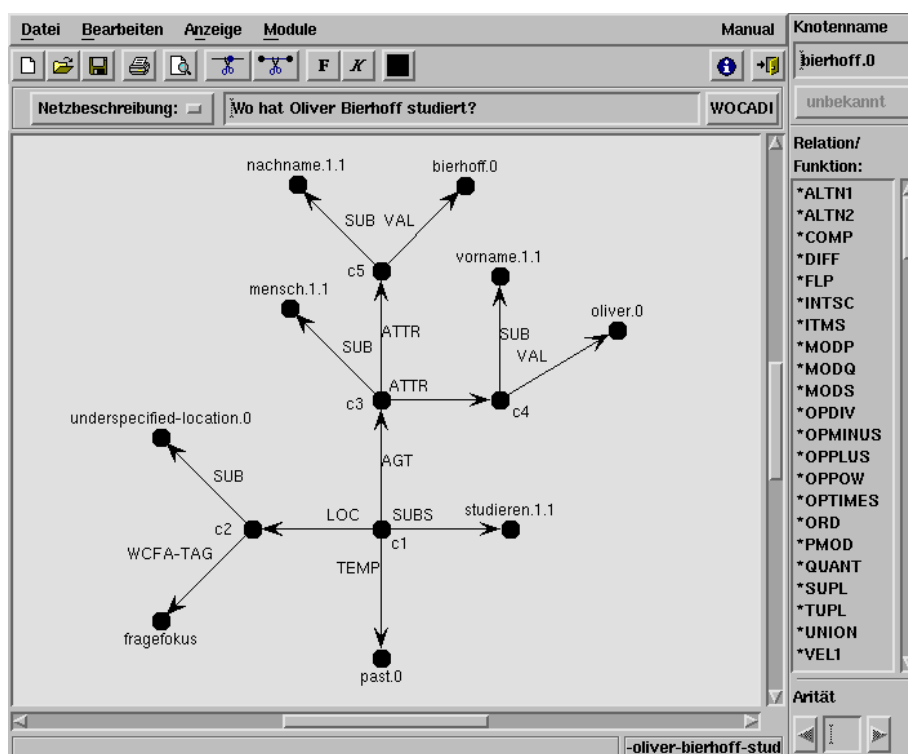 Datei Bearbeiten Anzeige Module Manual
Knotenname
F K
bierhoff.0
Netzbeschreibung: Wo hat Oliver Bierhoff studiert? WOCADI
unbekannt
Relation/
Funktion:
*ALTN1
*ALTN2
*COMP
*DIFF
*FLP
*INTSC
*ITMS
*MODP
*MODQ
*MODS
*OPDIV
*OPMINUS
*OPPLUS
*OPPOW
*OPTIMES
*ORD
*PMOD
*QUANT
*SUPL
*TUPL
*UNION
*VEL1
Arität
nachname.1.1 bierhoff.0
SUB VAL
c5
vorname.1.1
mensch.1.1
oliver.0
ATTR
SUB
SUB
VAL
ATTR
c3
c4
underspecified-location.0
AGT
SUB
studieren.1.1
LOC SUBS
c2
c1
WCFA-TAG
TEMP
fragefokus
past.0
-oliver-bierhoff-stud